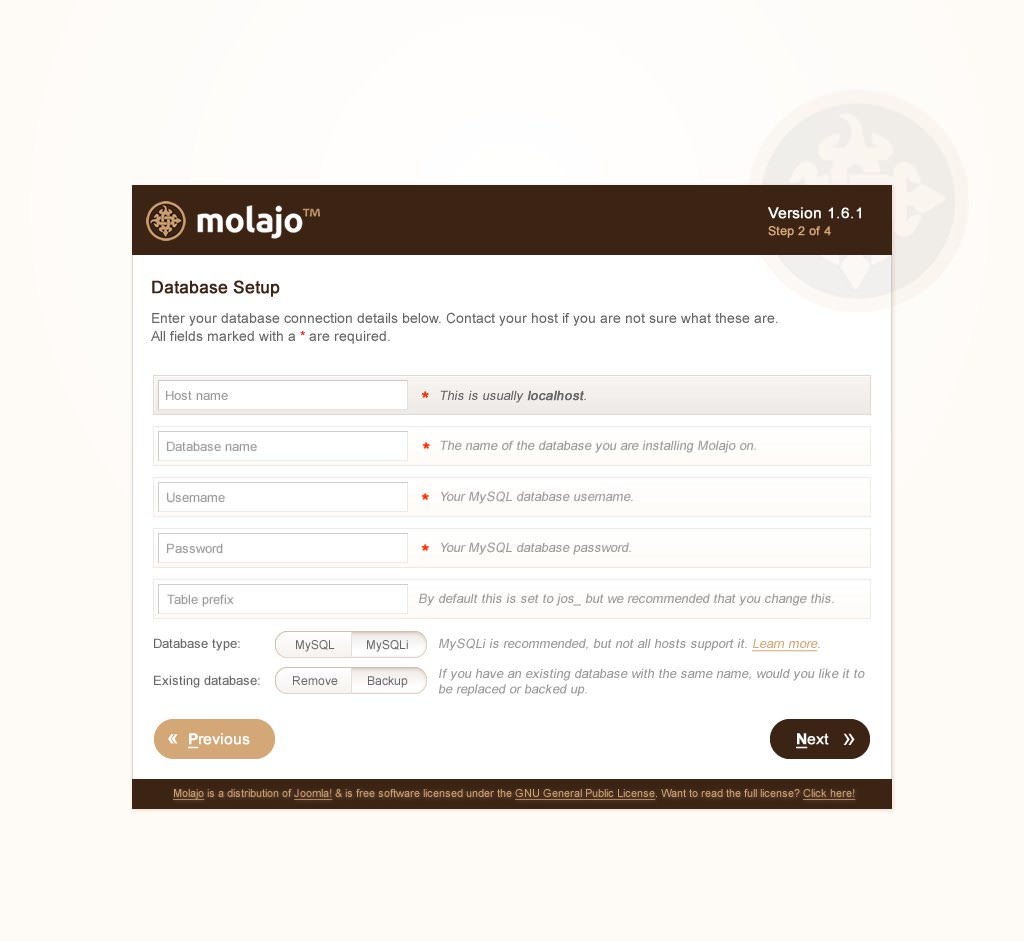 molajo™
Version 1.6.1
Step 2 of 4
Database Setup
Enter your database connection details below. Contact your host if you are not sure what these are.
All fields marked with a * are required.
Host name * This is usually localhost.
Database name * The name of the database you are installing Molajo on.
Username * Your MySQL database username.
Password * Your MySQL database password.
Table prefix By default this is set to jos_ but we recommended that you change this.
Database type: MySQL MySQLi MySQLi is recommended, but not all hosts support it. Learn more.
Existing database: Remove Backup If you have an existing database with the same name, would you like it to
be replaced or backed up.
« Previous
Next »
Molajo is a distribution of Joomla! & is free software licensed under the GNU General Public License. Want to read the full license? Click here!